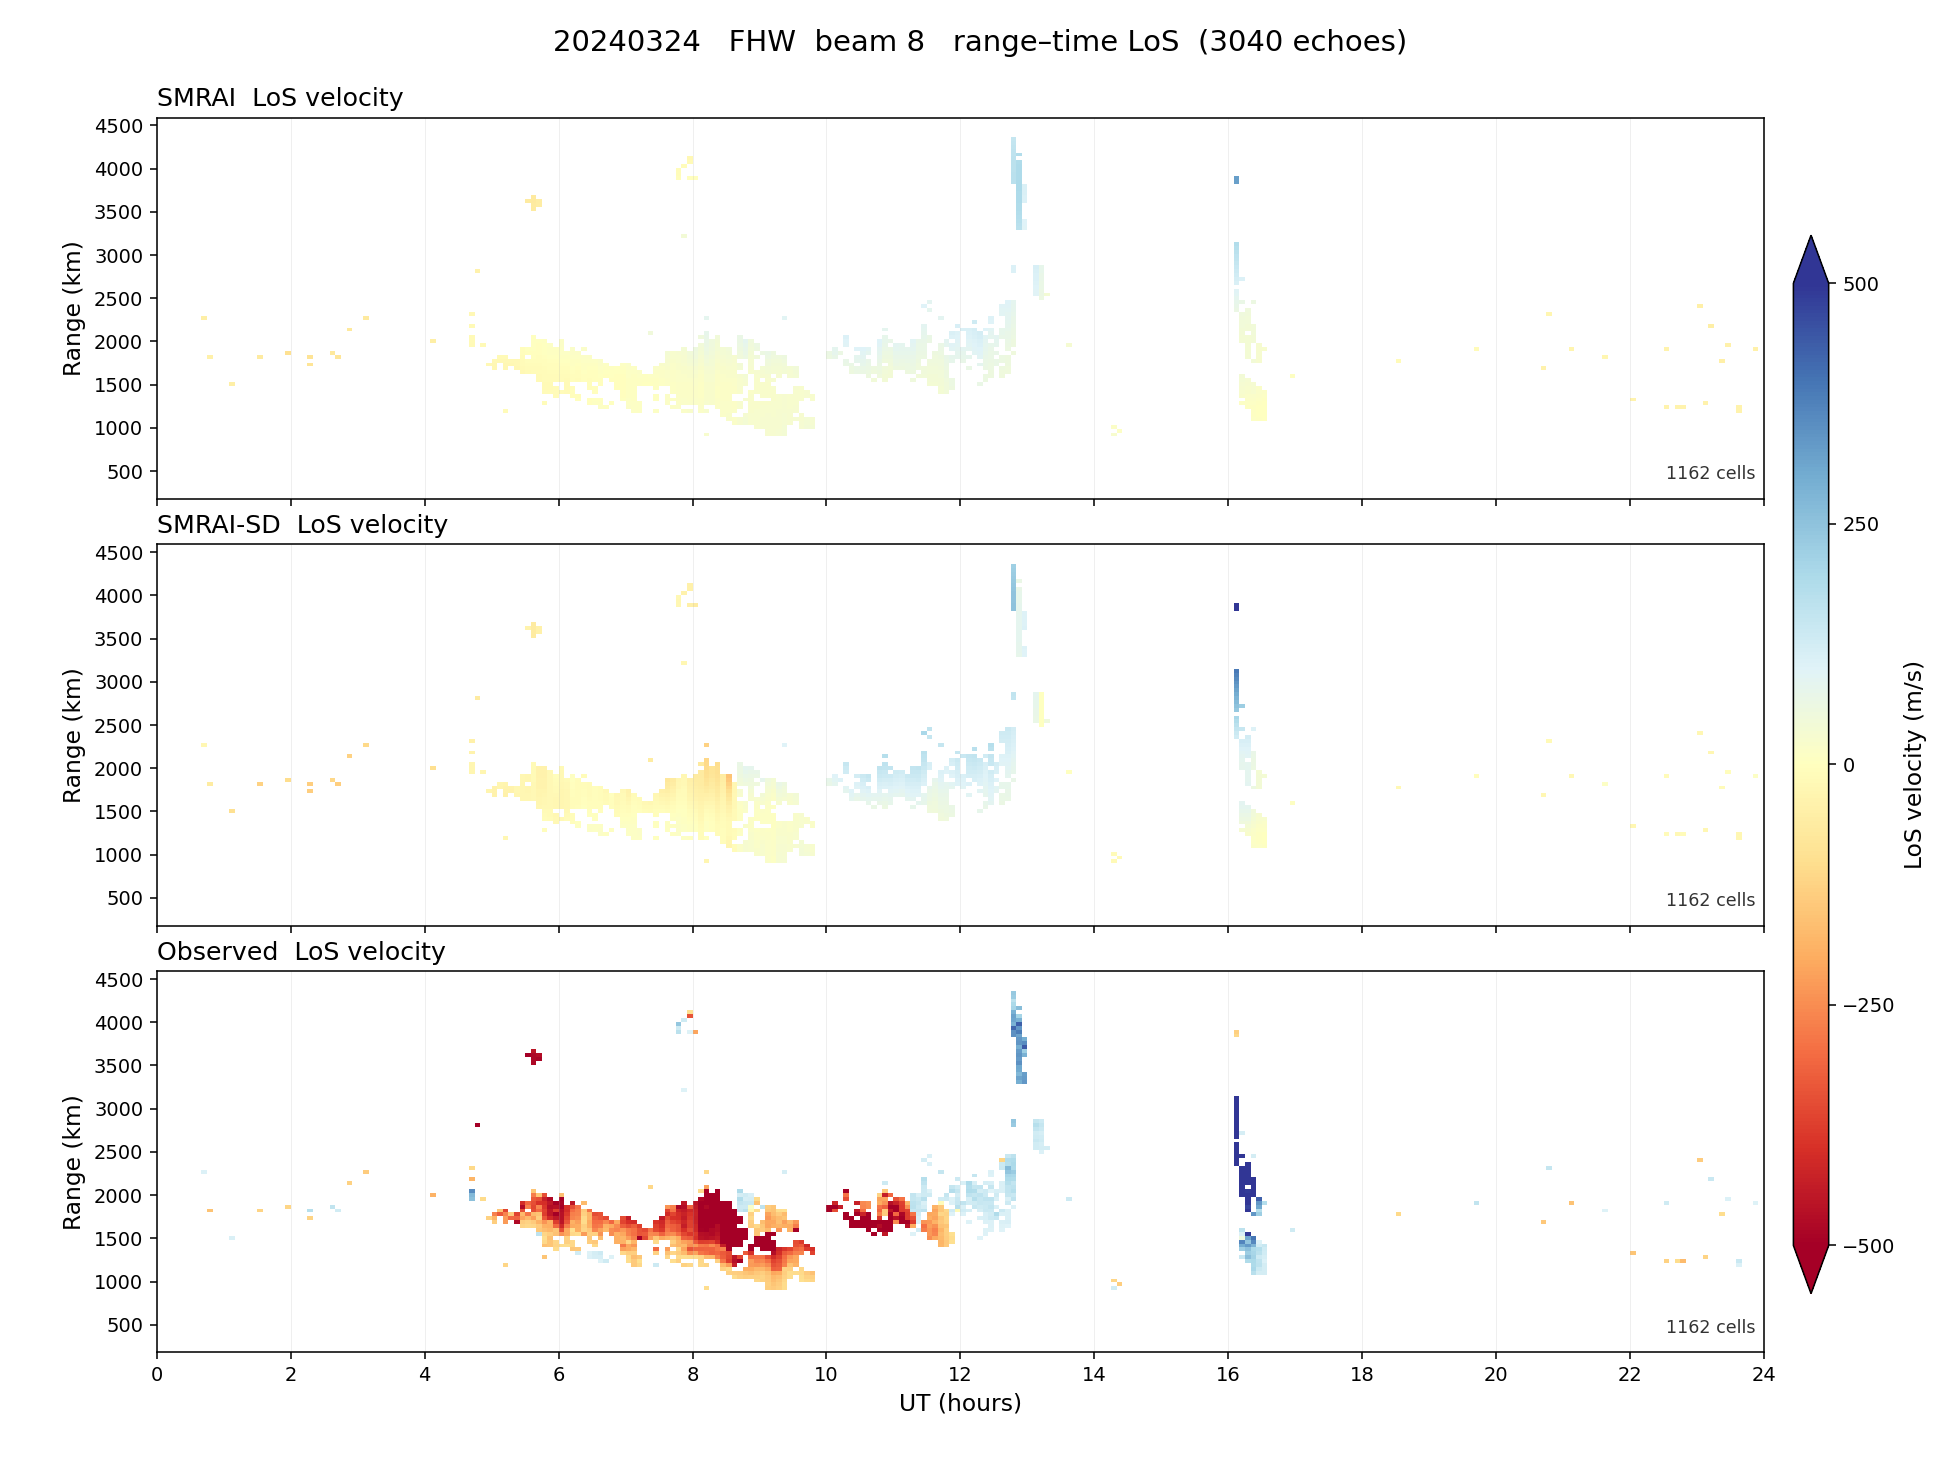 20240324   FHW  beam 8   range–time LoS  (3040 echoes)
SMRAI  LoS velocity
4500
4000
3500
3000
2500
2000
1500
1000
500
Range (km)
1162 cells
SMRAI-SD  LoS velocity
4500
4000
3500
3000
2500
2000
1500
1000
500
Range (km)
1162 cells
Observed  LoS velocity
4500
4000
3500
3000
2500
2000
1500
1000
500
Range (km)
1162 cells
0 2 4 6 8 10 12 14 16 18 20 22 24
UT (hours)
500
250
0
−250
−500
LoS velocity (m/s)